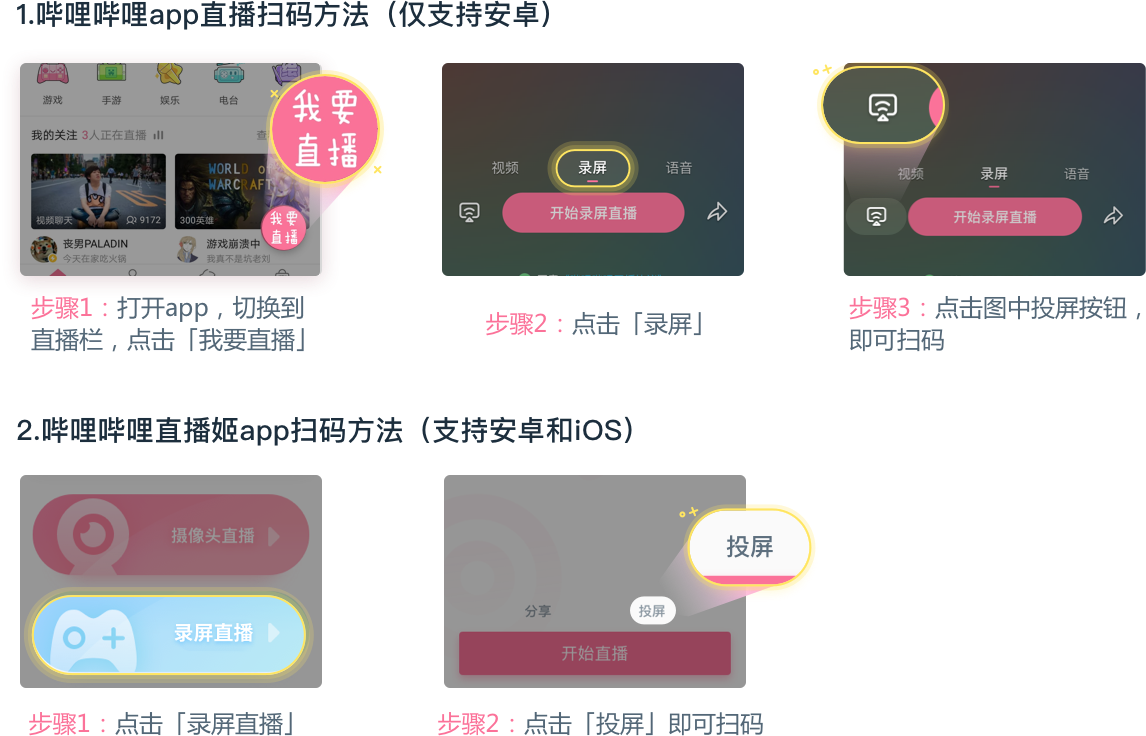 1.哔哩哔哩app直播扫码方法（仅支持安卓）
游戏 手游 娱乐 电台
我的关注 3人正在直播 查
我要
直播
WORLD of
WARCRAFT
视频聊天 9172 300英雄
我要
直播
丧男PALADIN 游戏崩溃中
今天在家吃火锅 我真不是坑老刘
视频 录屏 语音
开始录屏直播
视频 录屏 语音
开始录屏直播
步骤1：打开app，切换到
直播栏，点击「我要直播」
步骤2：点击「录屏」
步骤3：点击图中投屏按钮，
即可扫码
2.哔哩哔哩直播姬app扫码方法（支持安卓和iOS）
摄像头直播
录屏直播
投屏
分享 投屏
开始直播
步骤1：点击「录屏直播」
步骤2：点击「投屏」即可扫码